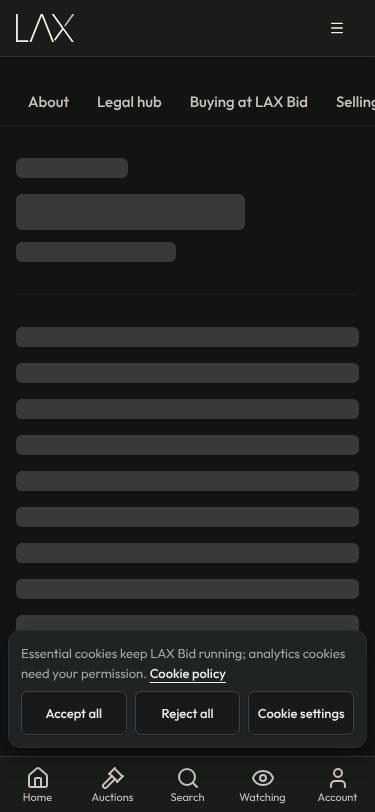 LAX
About Legal hub Buying at LAX Bid Selling
Essential cookies keep LAX Bid running; analytics cookies
need your permission. Cookie policy
Accept all Reject all Cookie settings
Home Auctions Search Watching Account